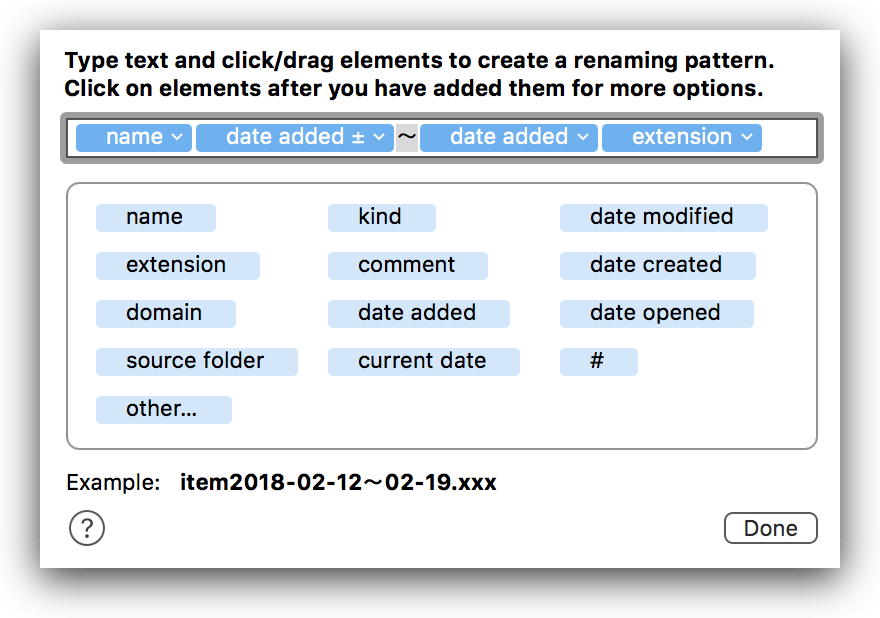 Type text and click/drag elements to create a renaming pattern.
Click on elements after you have added them for more options.
name date added ± ～ date added extension
name kind date modified
extension comment date created
domain date added date opened
source folder current date #
other...
Example: item2018-02-12～02-19.xxx
? Done